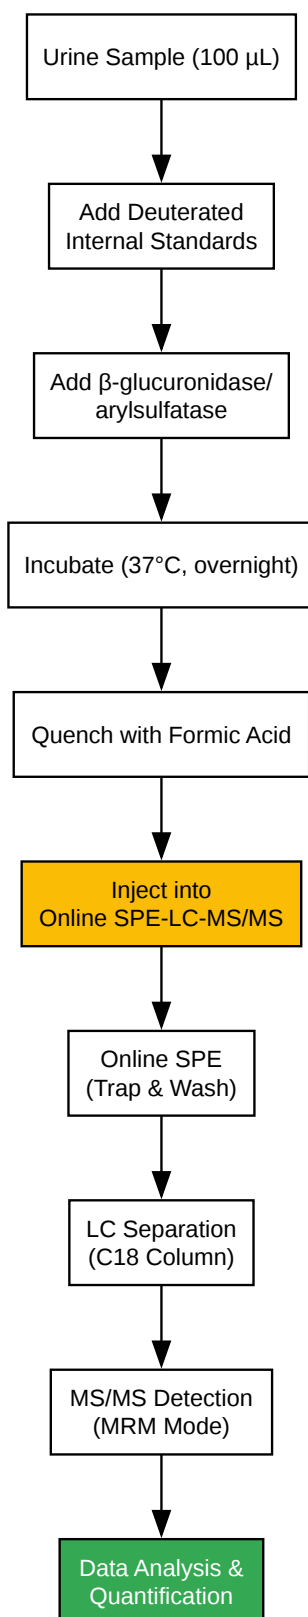 Urine Sample (100 µL)
Add Deuterated
Internal Standards
Add β-glucuronidase/
arylsulfatase
Incubate (37°C, overnight)
Quench with Formic Acid
Inject into
Online SPE-LC-MS/MS
Online SPE
(Trap & Wash)
LC Separation
(C18 Column)
MS/MS Detection
(MRM Mode)
Data Analysis &
Quantification